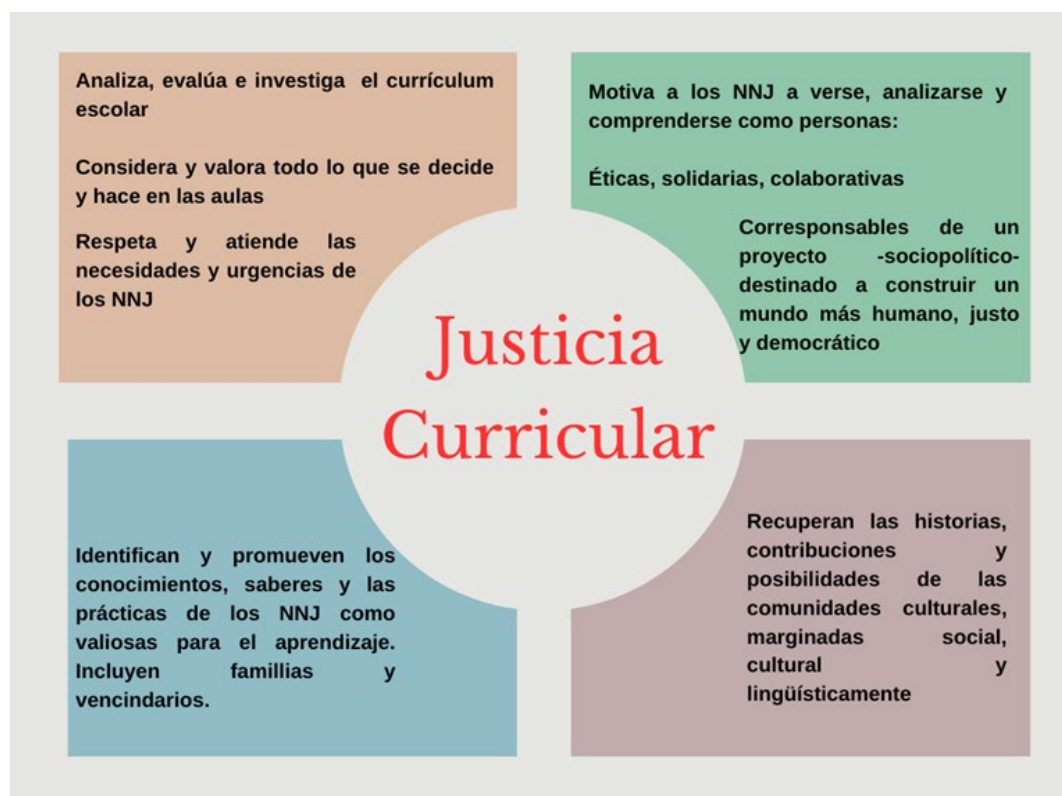 Analiza, evalúa e investiga el currículum
escolar
Considera y valora todo lo que se decide
y hace en las aulas
Respeta y atiende las
necesidades y urgencias de
los NNJ
Motiva a los NNJ a verse, analizarse y
comprenderse como personas:
Éticas, solidarias, colaborativas
Corresponsables de un
proyecto -sociopolítico-
destinado a construir un
mundo más humano, justo
y democrático
Justicia
Curricular
Identifican y promueven los
conocimientos, saberes y las
prácticas de los NNJ como
valiosas para el aprendizaje.
Incluyen famillias y
vencindarios.
Recuperan las historias,
contribuciones y
posibilidades de las
comunidades culturales,
marginadas social,
cultural y
lingüísticamente